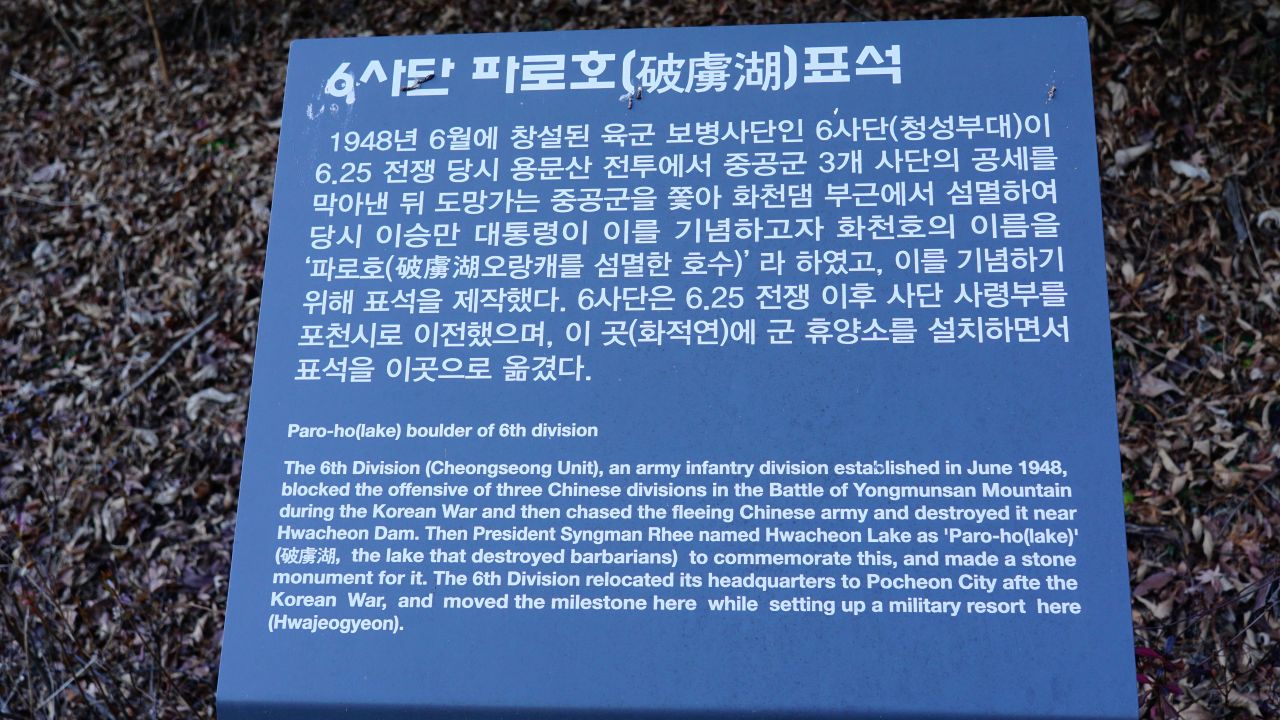 6사단 파로호(破虜湖)표석
1948년 6월에 창설된 육군 보병사단인 6사단(청성부대)이
6.25 전쟁 당시 용문산 전투에서 중공군 3개 사단의 공세를
막아낸 뒤 도망가는 중공군을 쫓아 화천댐 부근에서 섬멸하여
당시 이승만 대통령이 이를 기념하고자 화천호의 이름을
‘파로호(破虜湖오랑캐를 섬멸한 호수)’ 라 하였고, 이를 기념하기
위해 표석을 제작했다. 6사단은 6.25 전쟁 이후 사단 사령부를
포천시로 이전했으며, 이 곳(화적연)에 군 휴양소를 설치하면서
표석을 이곳으로 옮겼다.
Paro-ho(lake) boulder of 6th division
The 6th Division (Cheongseong Unit), an army infantry division established in June 1948,
blocked the offensive of three Chinese divisions in the Battle of Yongmunsan Mountain
during the Korean War and then chased the fleeing Chinese army and destroyed it near
Hwacheon Dam. Then President Syngman Rhee named Hwacheon Lake as 'Paro-ho(lake)'
(破虜湖, the lake that destroyed barbarians) to commemorate this, and made a stone
monument for it. The 6th Division relocated its headquarters to Pocheon City afte the
Korean War, and moved the milestone here while setting up a military resort here
(Hwajeogyeon).